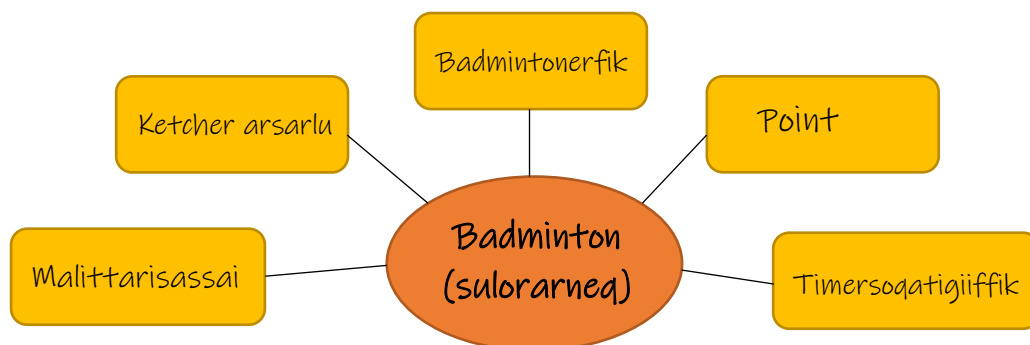 Badmintonerfik
Ketcher arsarlu
Point
Malittarisassai
Badminton
(sulorarneq)
Timersoqatigiiffik